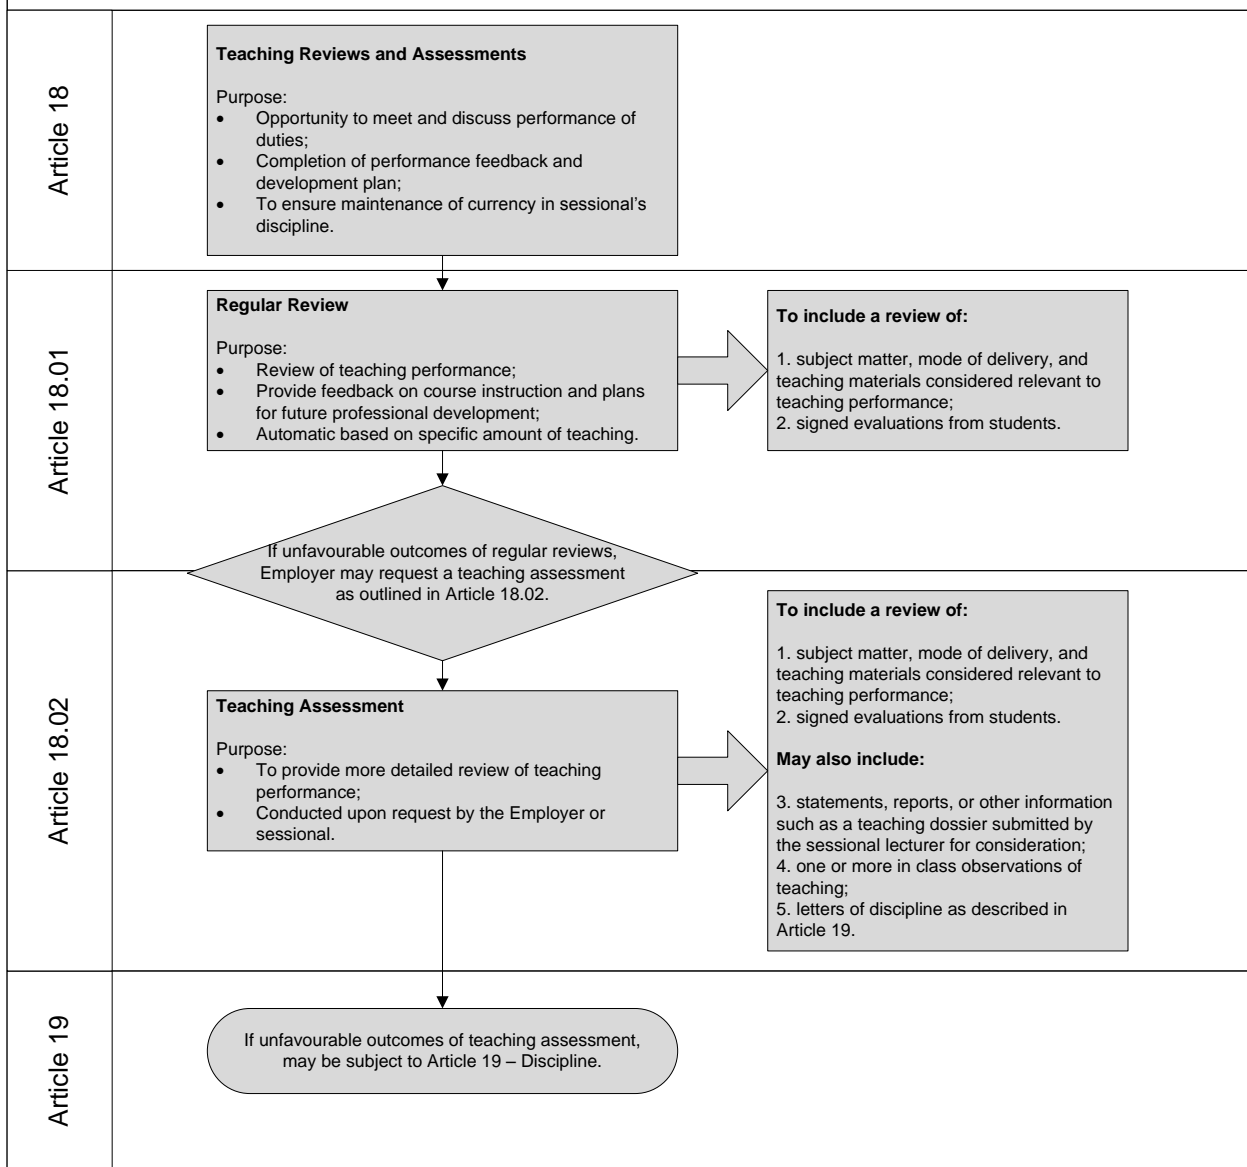 Article 18
Teaching Reviews and Assessments
Purpose:
• Opportunity to meet and discuss performance of
duties;
• Completion of performance feedback and
development plan;
• To ensure maintenance of currency in sessional's
discipline.
Article 18.01
Regular Review
Purpose:
• Review of teaching performance;
• Provide feedback on course instruction and plans
for future professional development;
• Automatic based on specific amount of teaching.
To include a review of:
1. subject matter, mode of delivery, and
teaching materials considered relevant to
teaching performance;
2. signed evaluations from students.
If unfavourable outcomes of regular reviews,
Employer may request a teaching assessment
as outlined in Article 18.02.
Article 18.02
Teaching Assessment
Purpose:
• To provide more detailed review of teaching
performance;
• Conducted upon request by the Employer or
sessional.
To include a review of:
1. subject matter, mode of delivery, and
teaching materials considered relevant to
teaching performance;
2. signed evaluations from students.
May also include:
3. statements, reports, or other information
such as a teaching dossier submitted by
the sessional lecturer for consideration;
4. one or more in class observations of
teaching;
5. letters of discipline as described in
Article 19.
Article 19
If unfavourable outcomes of teaching assessment,
may be subject to Article 19 – Discipline.